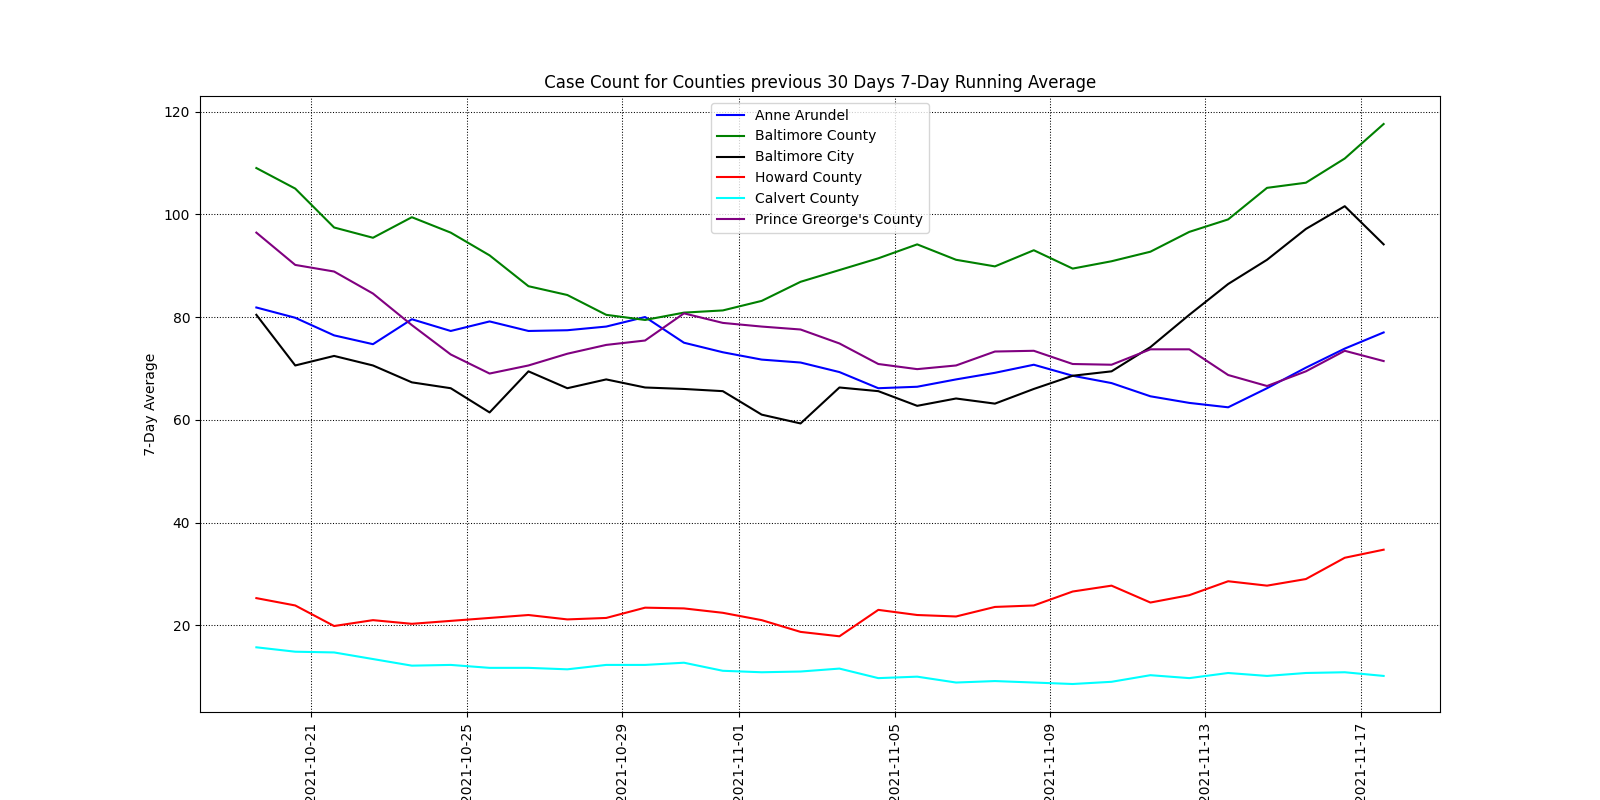 Case Count for Counties previous 30 Days 7-Day Running Average
Anne Arundel
Baltimore County
Baltimore City
Howard County
Calvert County
Prince Greorge's County
7-Day Average
120
100
80
60
40
20
2021-10-21
2021-10-25
2021-10-29
2021-11-01
2021-11-05
2021-11-09
2021-11-13
2021-11-17